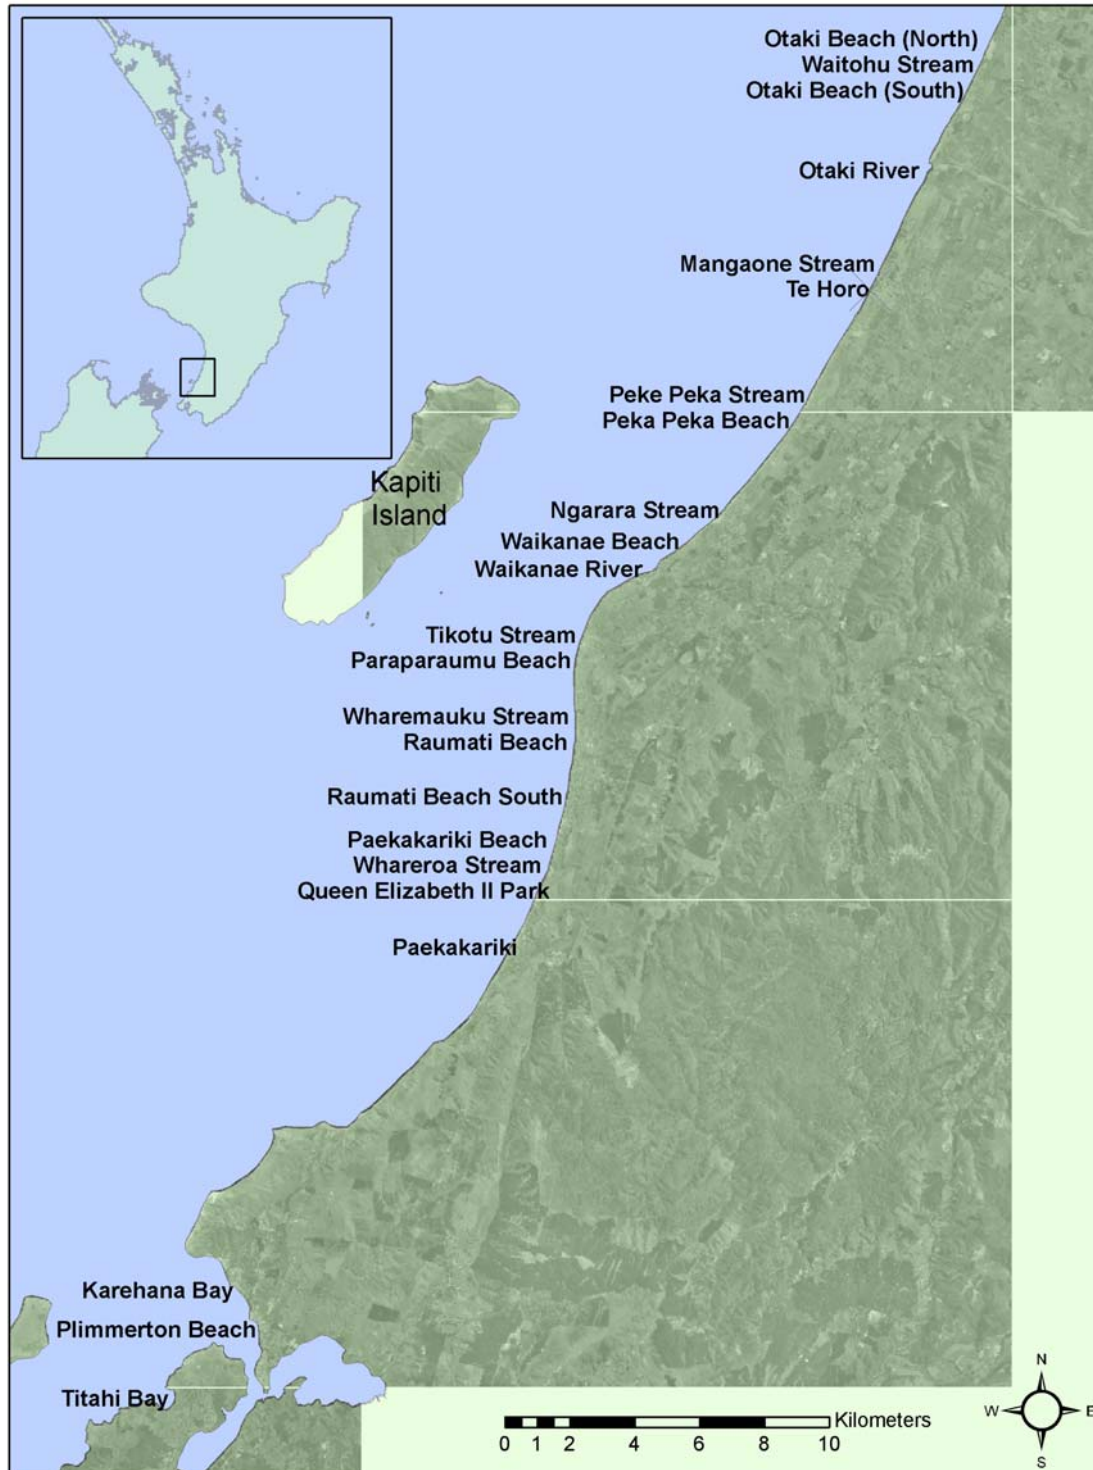 Otaki Beach (North)
Waitohu Stream
Otaki Beach (South)
Otaki River
Mangaone Stream
Te Horo
Peke Peka Stream
Peka Peka Beach
Kapiti
Island
Ngarara Stream
Waikanae Beach
Waikanae River
Tikotu Stream
Paraparaumu Beach
Wharemauku Stream
Raumati Beach
Raumati Beach South
Paekakariki Beach
Whareroa Stream
Queen Elizabeth II Park
Paekakariki
Karehana Bay
Plimmerton Beach
Titahi Bay
N
W E
S
Kilometers
0 1 2 4 6 8 10